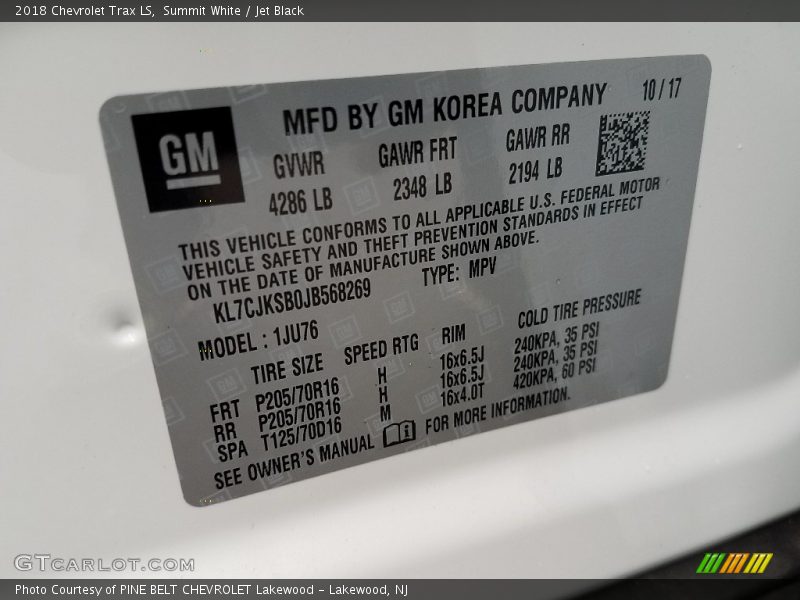 2018 Chevrolet Trax LS,  Summit White / Jet Black
GM
MFD BY GM KOREA COMPANY 10 / 17
GVWR GAWR FRT GAWR RR
4286 LB 2348 LB 2194 LB
THIS VEHICLE CONFORMS TO ALL APPLICABLE U.S. FEDERAL MOTOR
VEHICLE SAFETY AND THEFT PREVENTION STANDARDS IN EFFECT
ON THE DATE OF MANUFACTURE SHOWN ABOVE.
KL7CJKSB0JB568269 TYPE: MPV
MODEL : 1JU76
TIRE SIZE SPEED RTG RIM COLD TIRE PRESSURE
FRT P205/70R16 H 16x6.5J 240KPA, 35 PSI
RR P205/70R16 H 16x6.5J 240KPA, 35 PSI
SPA T125/70D16 M 16x4.0T 420KPA, 60 PSI
SEE OWNER'S MANUAL i FOR MORE INFORMATION.
GTCARLOT.COM
Photo Courtesy of PINE BELT CHEVROLET Lakewood - Lakewood, NJ